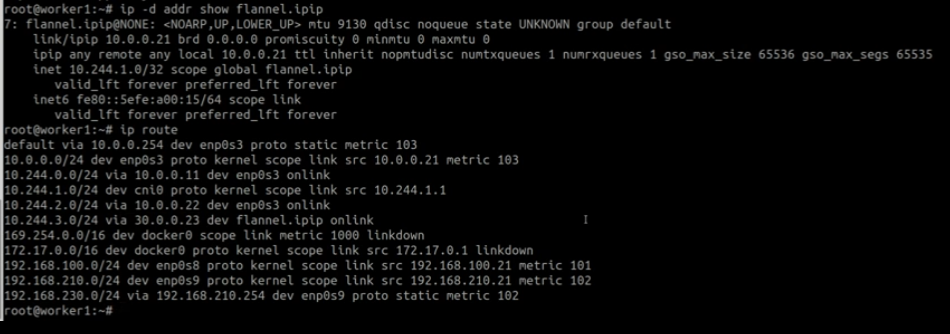 root@worker1:~# ip -d addr show flannel.ipip
7: flannel.ipip@NONE: <NOARP,UP,LOWER_UP> mtu 9130 qdisc noqueue state UNKNOWN group default
link/ipip 10.0.0.21 brd 0.0.0.0 promiscuity 0 minmtu 0 maxmtu 0
ipip any remote any local 10.0.0.21 ttl inherit nopmtudisc numtxqueues 1 numrxqueues 1 gso_max_size 65536 gso_max_segs 65535
inet 10.244.1.0/32 scope global flannel.ipip
valid_lft forever preferred_lft forever
inet6 fe80::5efe:a00:15/64 scope link
valid_lft forever preferred_lft forever
root@worker1:~# ip route
default via 10.0.0.254 dev enp0s3 proto static metric 103
10.0.0.0/24 dev enp0s3 proto kernel scope link src 10.0.0.21 metric 103
10.244.0.0/24 via 10.0.0.11 dev enp0s3 onlink
10.244.1.0/24 dev cni0 proto kernel scope link src 10.244.1.1
10.244.2.0/24 via 10.0.0.22 dev enp0s3 onlink
10.244.3.0/24 via 30.0.0.23 dev flannel.ipip onlink
169.254.0.0/16 dev docker0 scope link metric 1000 linkdown
172.17.0.0/16 dev docker0 proto kernel scope link src 172.17.0.1 linkdown
192.168.100.0/24 dev enp0s8 proto kernel scope link src 192.168.100.21 metric 101
192.168.210.0/24 dev enp0s9 proto kernel scope link src 192.168.210.21 metric 102
192.168.230.0/24 via 192.168.210.254 dev enp0s9 proto static metric 102
root@worker1:~#